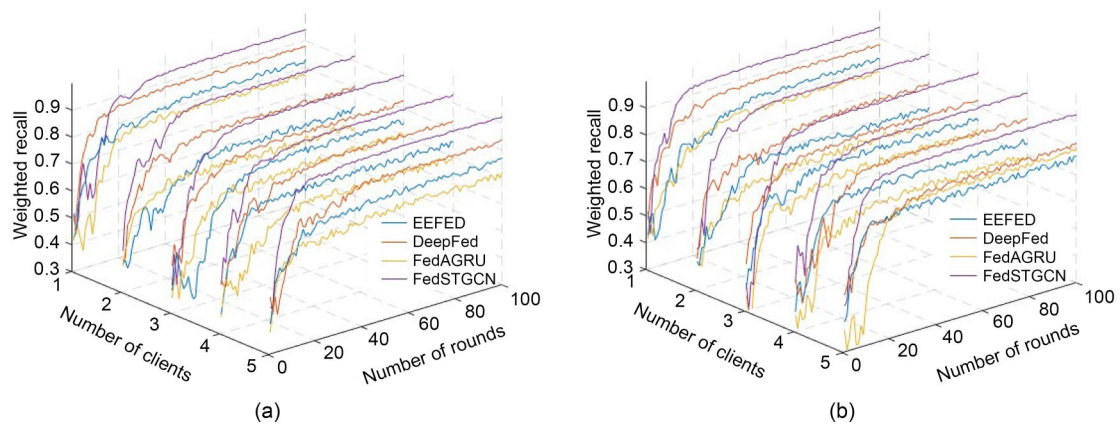 Weighted recall
0.9
0.8
0.7
0.6
0.5
0.4
0.3
1
2
3
4
5
Number of clients
0
20
40
60
80
100
Number of rounds
EEFED
DeepFed
FedAGRU
FedSTGCN
(a)
Weighted recall
0.9
0.8
0.7
0.6
0.5
0.4
0.3
1
2
3
4
5
Number of clients
0
20
40
60
80
100
Number of rounds
EEFED
DeepFed
FedAGRU
FedSTGCN
(b)